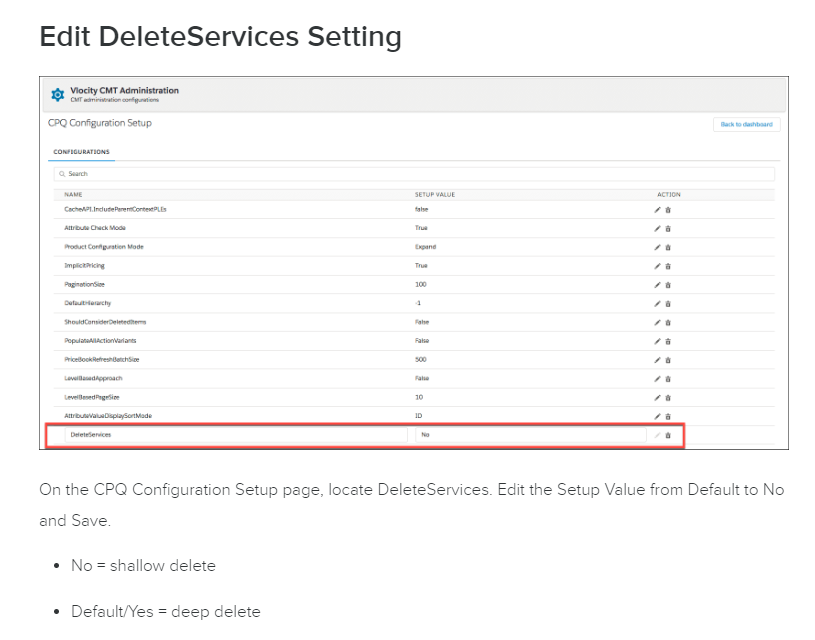 Edit DeleteServices Setting
Vlocity CMT Administration
CMT administration configurations
CPQ Configuration Setup
Back to dashboard
CONFIGURATIONS
Search
NAME SETUP VALUE ACTION
CacheAPI.IncludeParentContextPLEs false
Attribute Check Mode True
Product Configuration Mode Expand
ImplicitPricing True
PaginationSize 100
DefaultHierarchy -1
ShouldConsiderDeletedItems False
PopulateAllActionVariants False
PriceBookRefreshBatchSize 500
LevelBasedApproach False
LevelBasedPageSize 10
AttributeValueDisplaySortMode ID
DeleteServices No
On the CPQ Configuration Setup page, locate DeleteServices. Edit the Setup Value from Default to No
and Save.
• No = shallow delete
• Default/Yes = deep delete